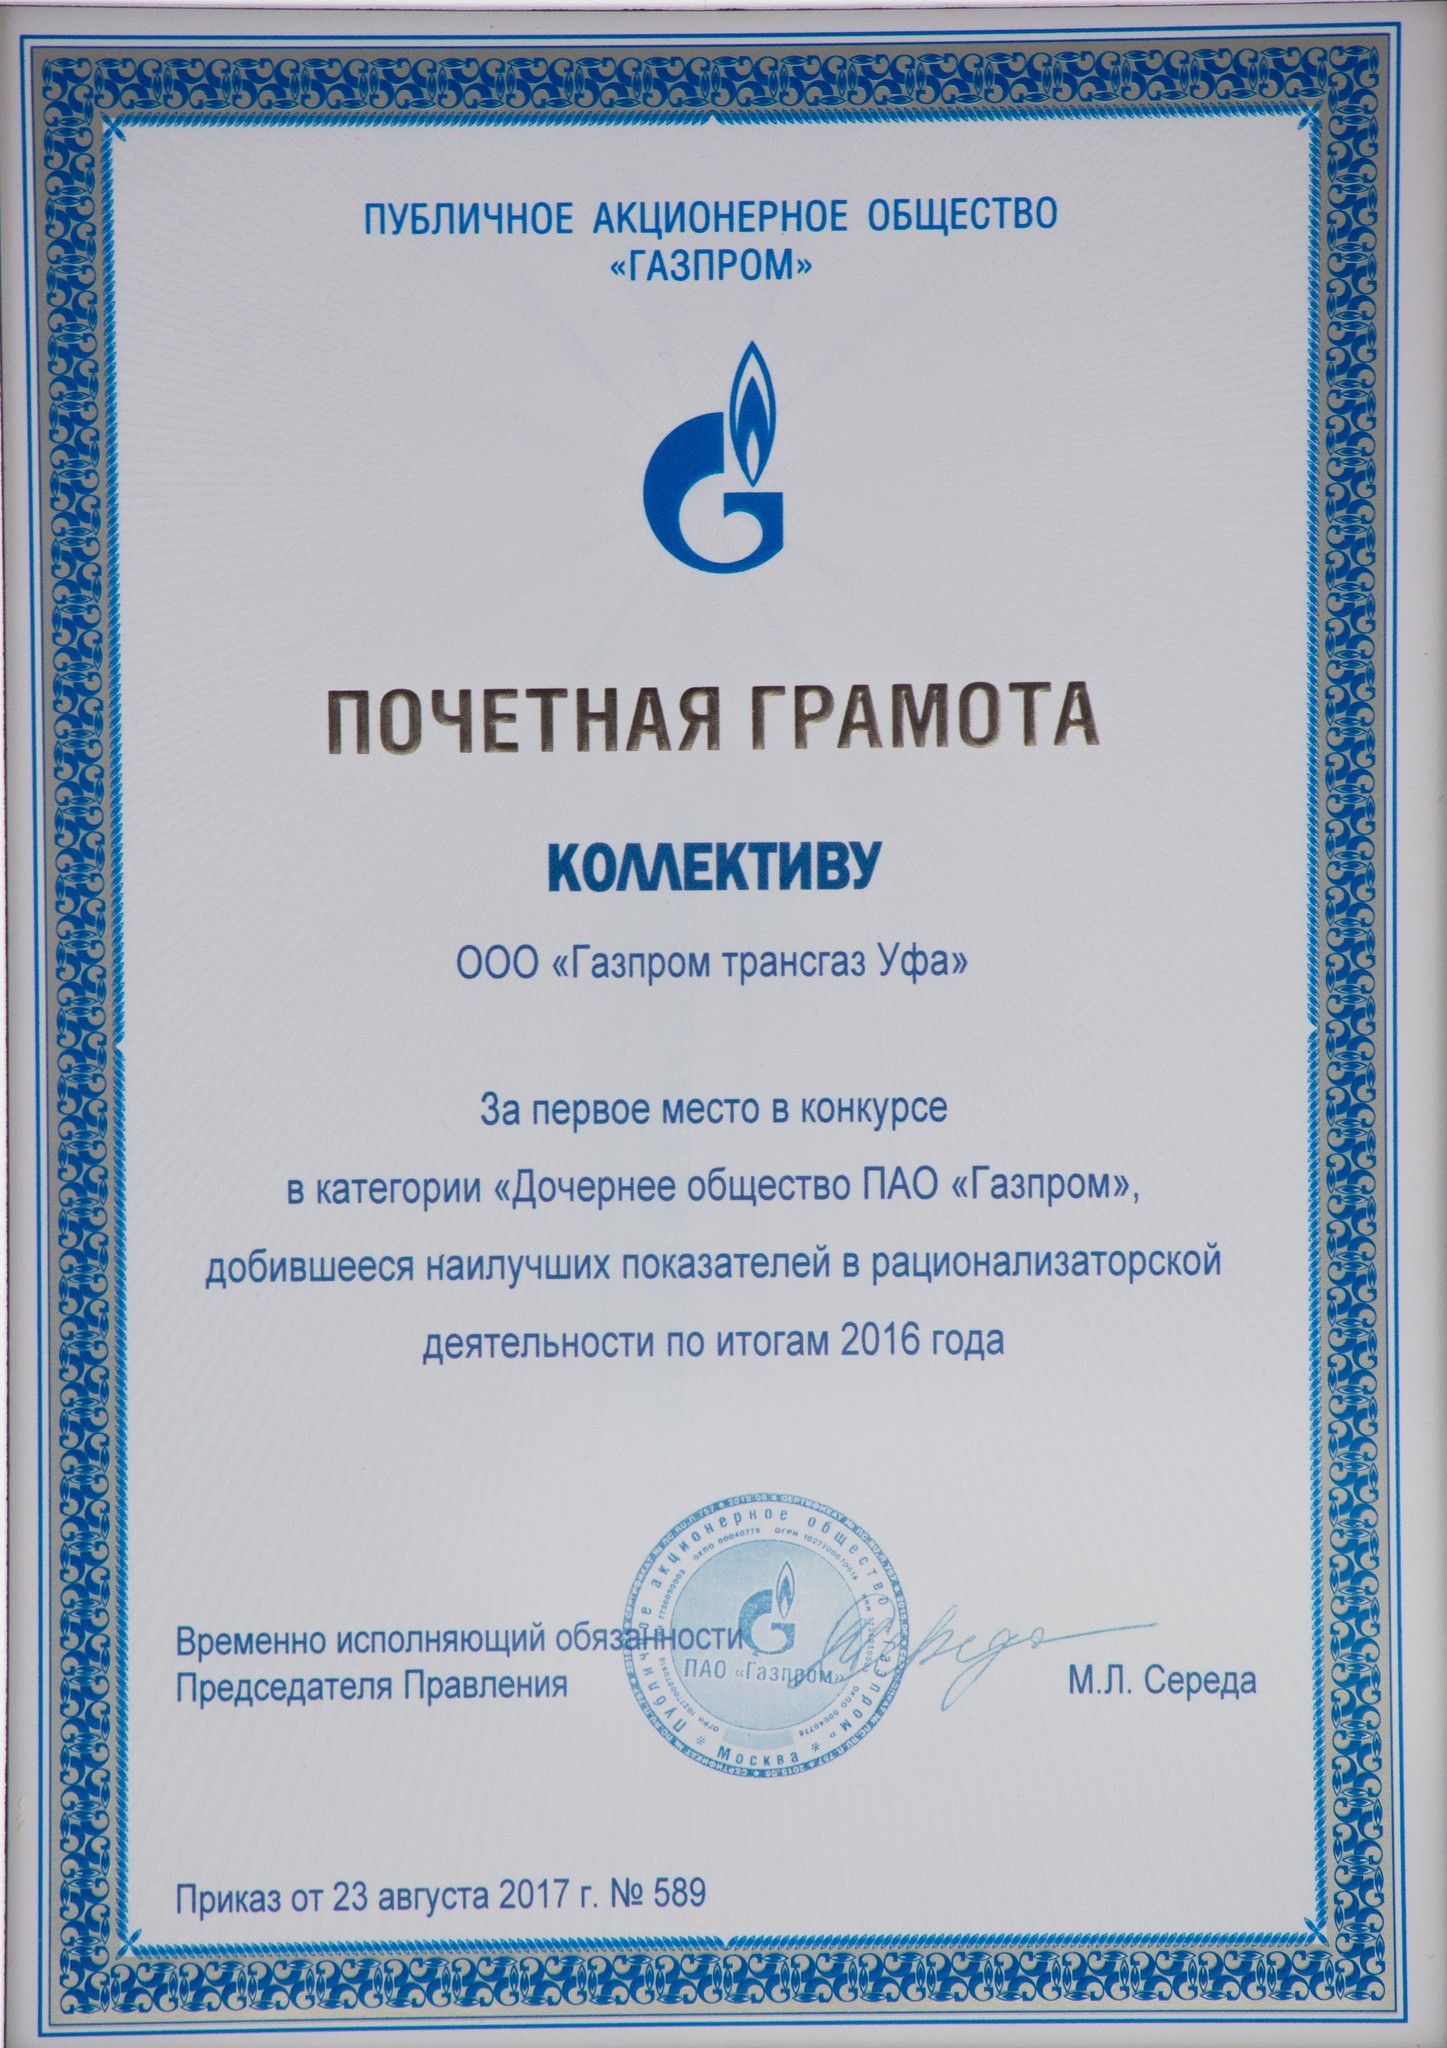 ПУБЛИЧНОЕ АКЦИОНЕРНОЕ ОБЩЕСТВО
«ГАЗПРОМ»
ПОЧЕТНАЯ ГРАМОТА
КОЛЛЕКТИВУ
ООО «Газпром трансгаз Уфа»
За первое место в конкурсе
в категории «Дочернее общество ПАО «Газпром»,
добившееся наилучших показателей в рационализаторской
деятельности по итогам 2016 года
Публичное акционерное общество «Газпром»
* Москва *
ПАО «Газпром»
Временно исполняющий обязанности
Председателя Правления
М.Л. Середа
Приказ от 23 августа 2017 г. № 589